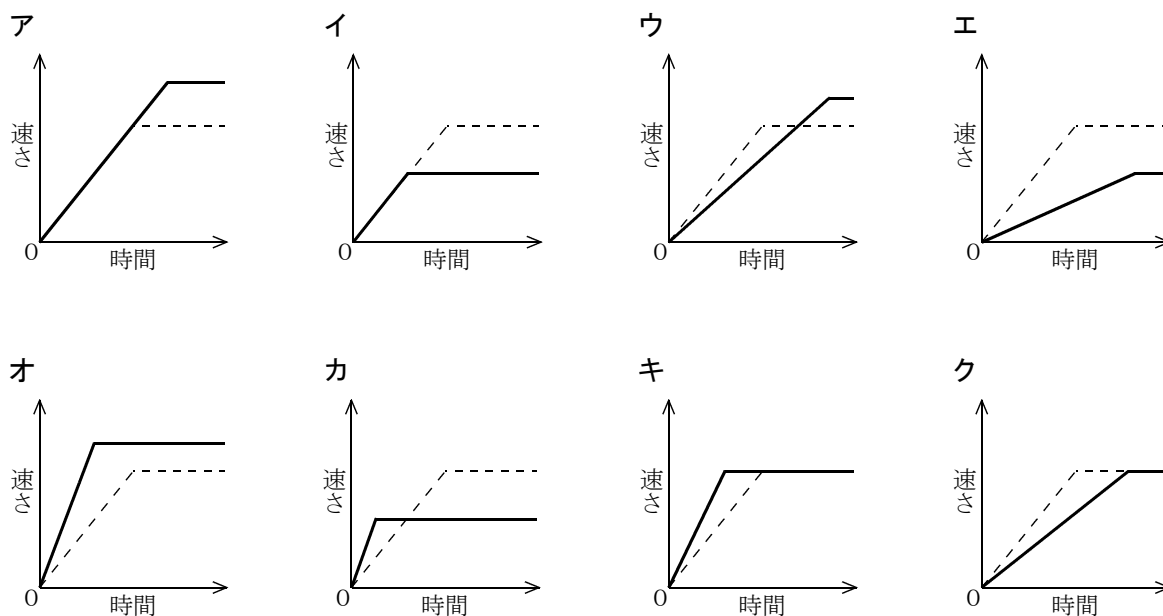 ア イ ウ エ
速さ 速さ 速さ 速さ
0 時間 0 時間 0 時間 0 時間
オ カ キ ク
速さ 速さ 速さ 速さ
0 時間 0 時間 0 時間 0 時間